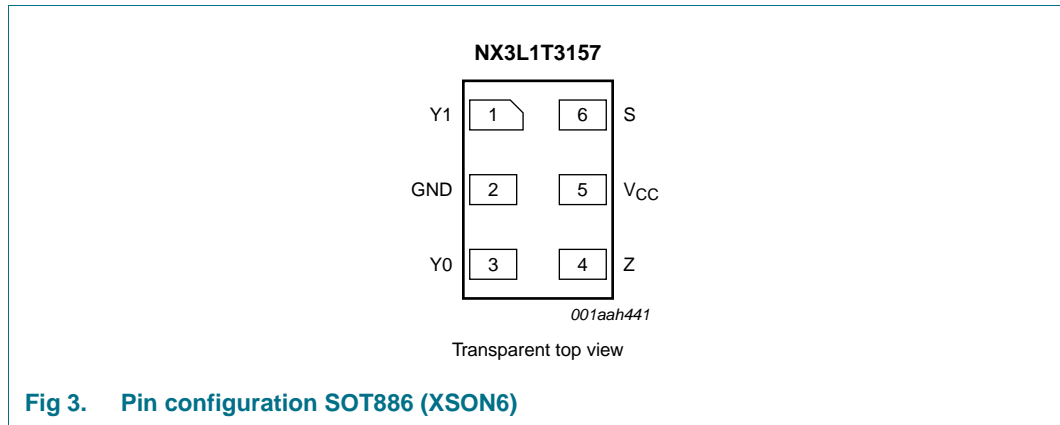 NX3L1T3157
Y1 1 6 S
GND 2 5 VCC
Y0 3 4 Z
001aah441
Transparent top view
Fig 3. Pin configuration SOT886 (XSON6)